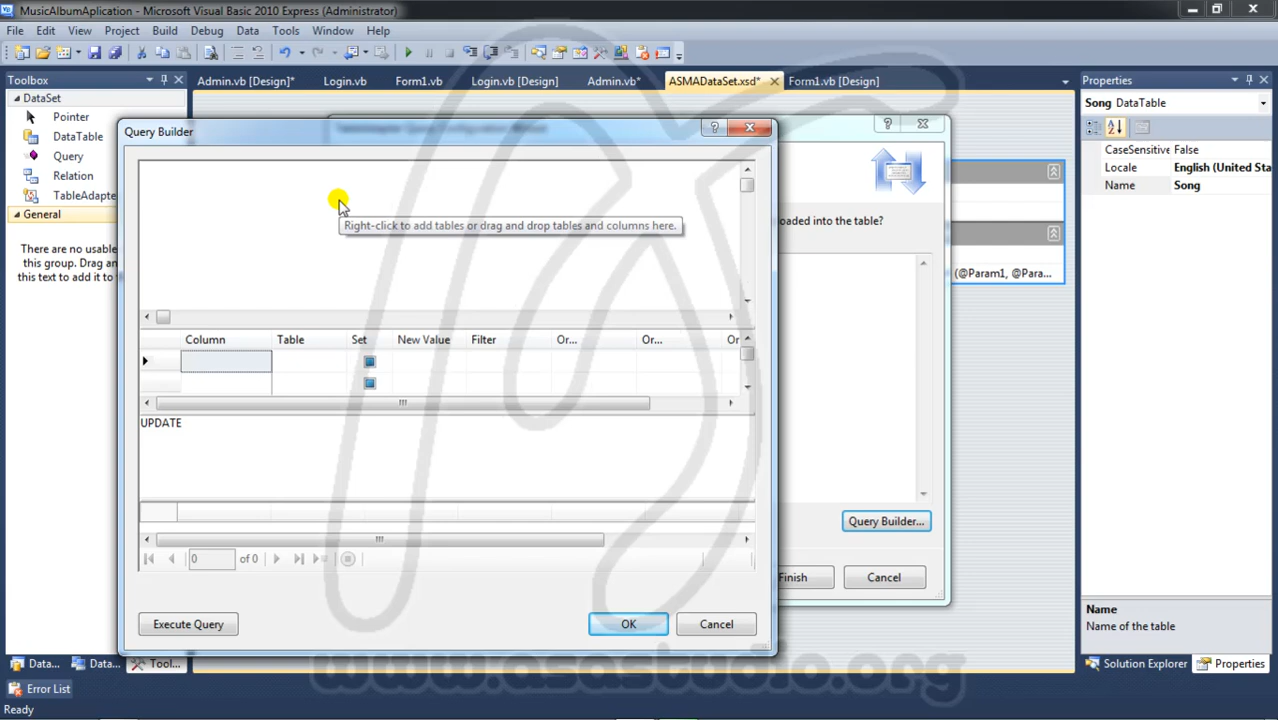 MusicAlbumAplication - Microsoft Visual Basic 2010 Express (Administrator)
File Edit View Project Build Debug Data Tools Window Help
Toolbox
Admin.vb [Design]* Login.vb Form1.vb Login.vb [Design] Admin.vb* ASMADataSet.xsd* Form1.vb [Design]
Properties
DataSet
Pointer
DataTable
Query
Relation
TableAdapte
General
There are no usable
this group. Drag an
this text to add it to
Query Builder
Right-click to add tables or drag and drop tables and columns here.
oaded into the table?
(@Param1, @Para...
Column Table Set New Value Filter Or... Or... Or
UPDATE
0 of 0
Execute Query OK Cancel
Query Builder...
Finish Cancel
Song DataTable
CaseSensitive False
Locale English (United Sta
Name Song
Name
Name of the table
Data... Data... Tool...
Solution Explorer Properties
www.asastudio.org
Error List
Ready